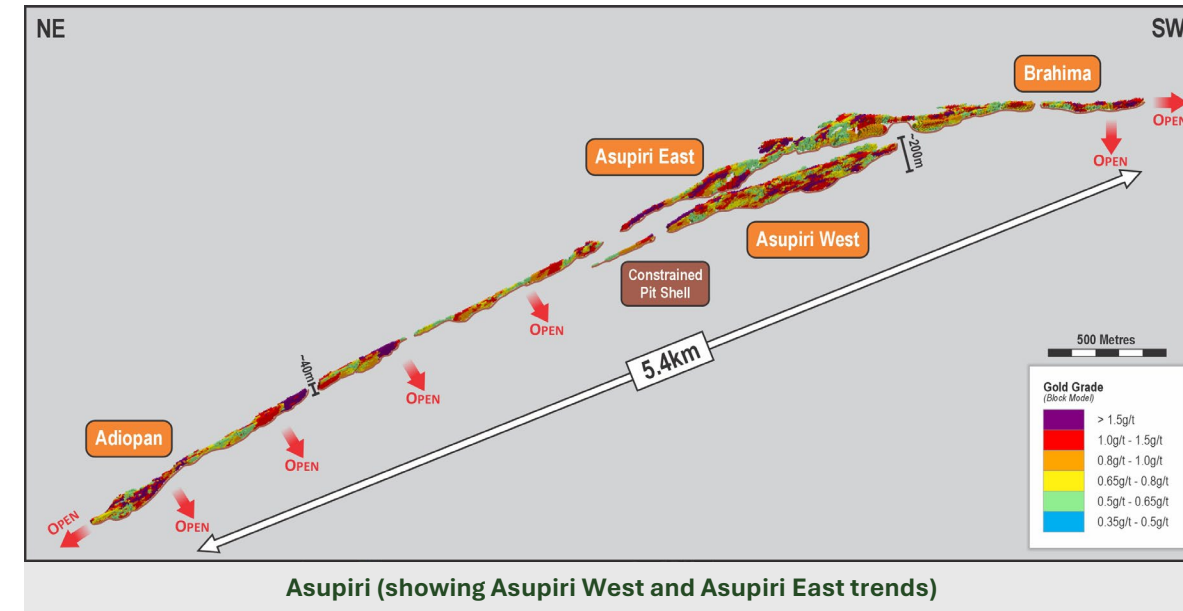 NE
SW
Brahima
OPEN
OPEN
~200m
Asupiri East
Asupiri West
Constrained
Pit Shell
OPEN
5.4km
500 Metres
~40m
OPEN
Adiopan
OPEN
OPEN
OPEN
Gold Grade
(Block Model)
> 1.5g/t
1.0g/t - 1.5g/t
0.8g/t - 1.0g/t
0.65g/t - 0.8g/t
0.5g/t - 0.65g/t
0.35g/t - 0.5g/t
Asupiri (showing Asupiri West and Asupiri East trends)